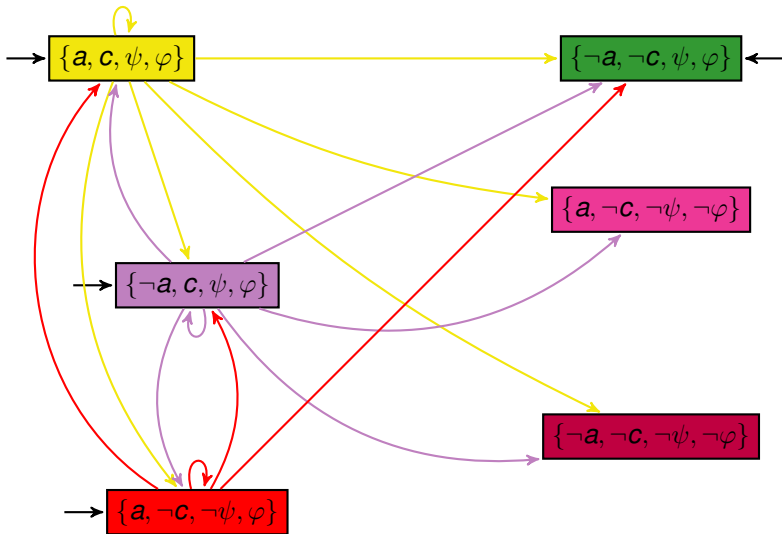 {a, c, ψ, φ}
{¬a, ¬c, ψ, φ}
{a, ¬c, ¬ψ, ¬φ}
{¬a, c, ψ, φ}
{¬a, ¬c, ¬ψ, ¬φ}
{a, ¬c, ¬ψ, φ}